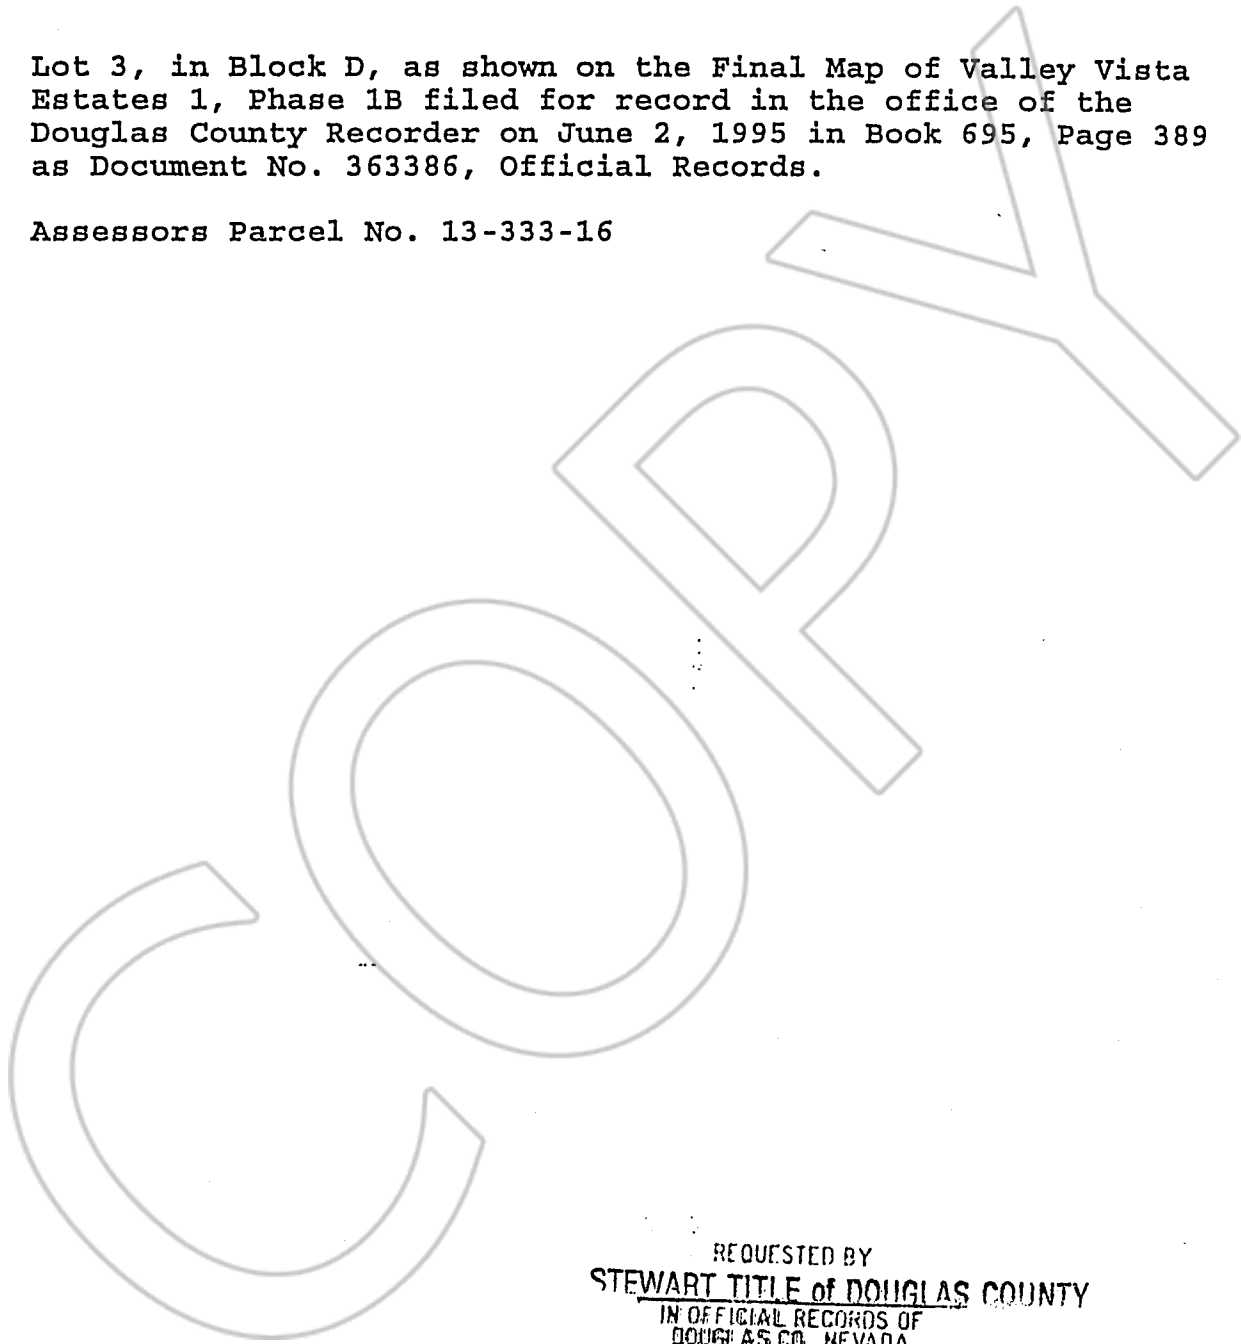 Lot 3, in Block D, as shown on the Final Map of Valley Vista
Estates 1, Phase 1B filed for record in the office of the
Douglas County Recorder on June 2, 1995 in Book 695, Page 389
as Document No. 363386, Official Records.
Assessors Parcel No. 13-333-16
COPY
REQUESTED BY
STEWART TITLE of DOUGLAS COUNTY
IN OFFICIAL RECORDS OF
DOUGLAS CO. NEVADA